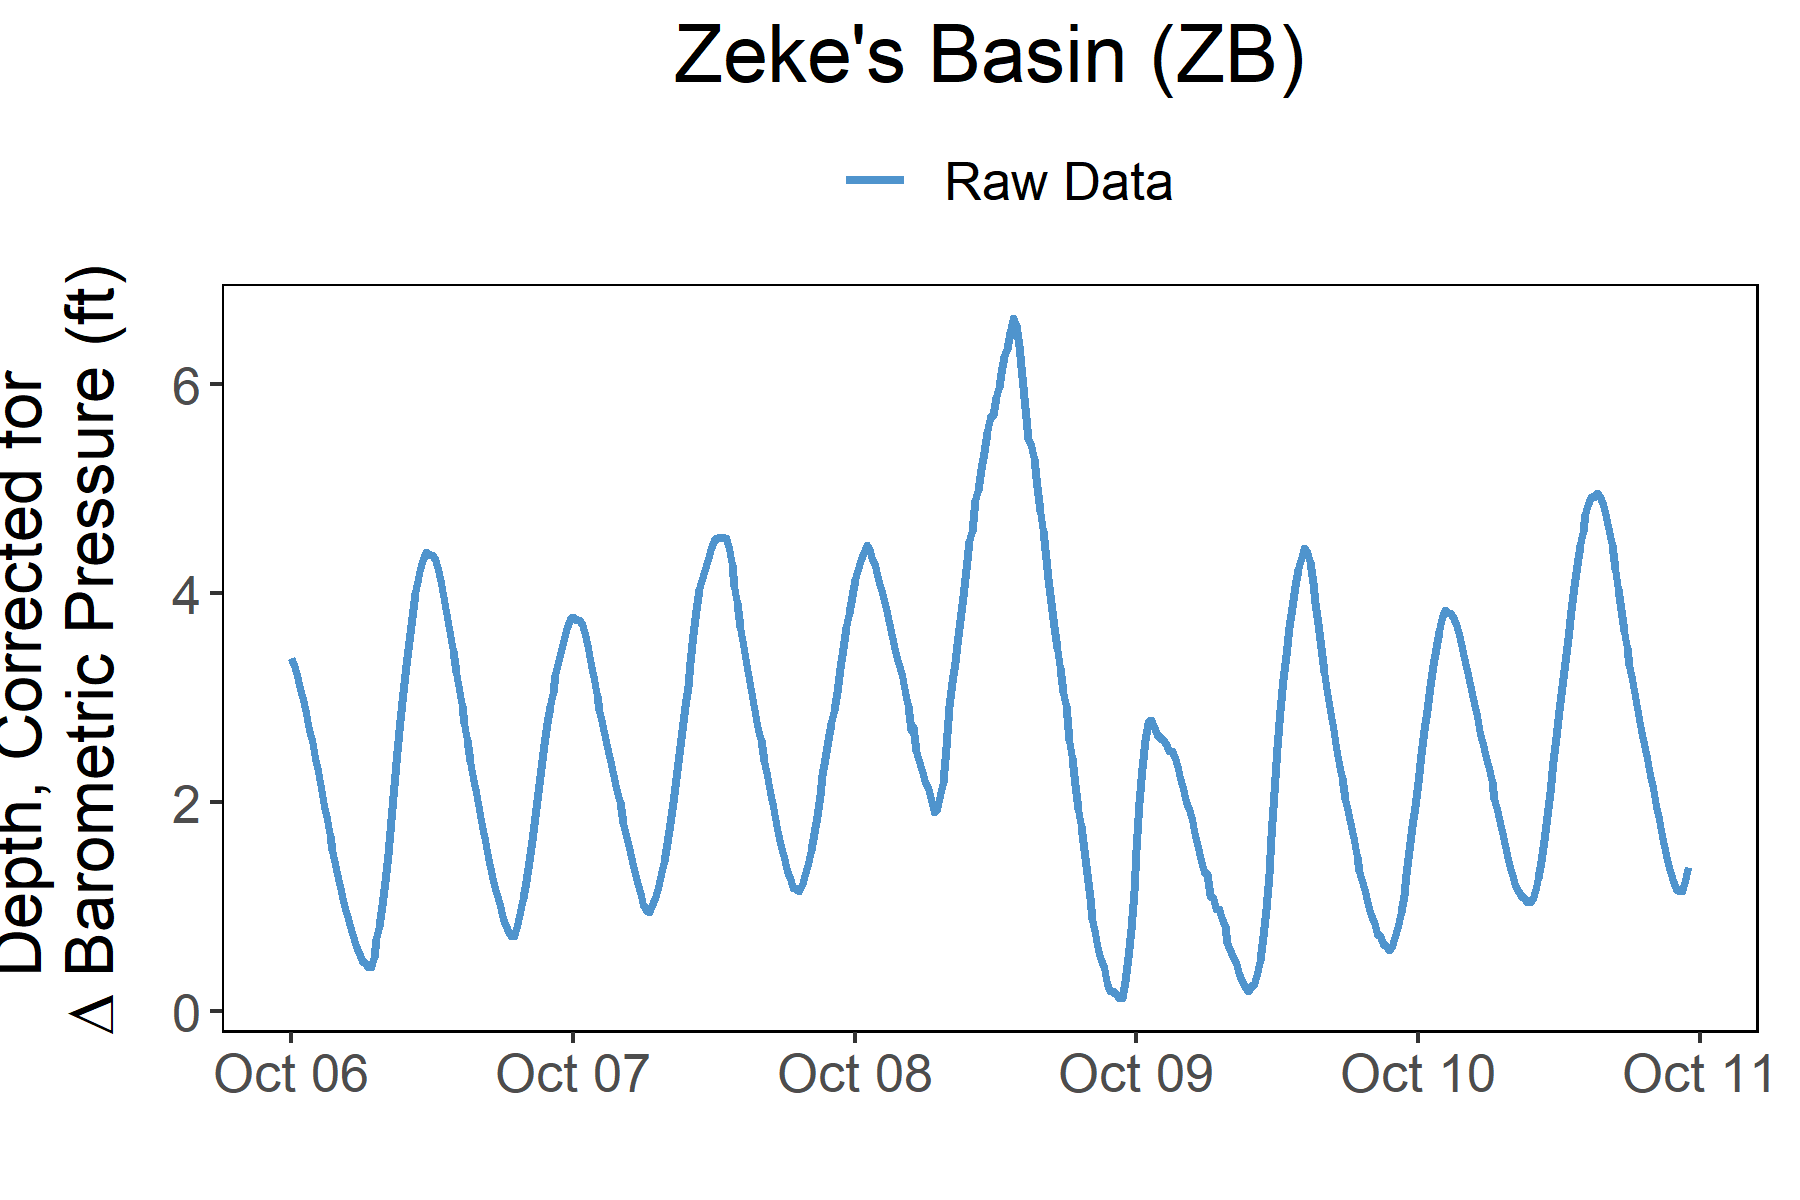 Zeke's Basin (ZB)
Raw Data
Depth, Corrected for
Δ Barometric Pressure (ft)
6
4
2
0
Oct 06 Oct 07 Oct 08 Oct 09 Oct 10 Oct 11